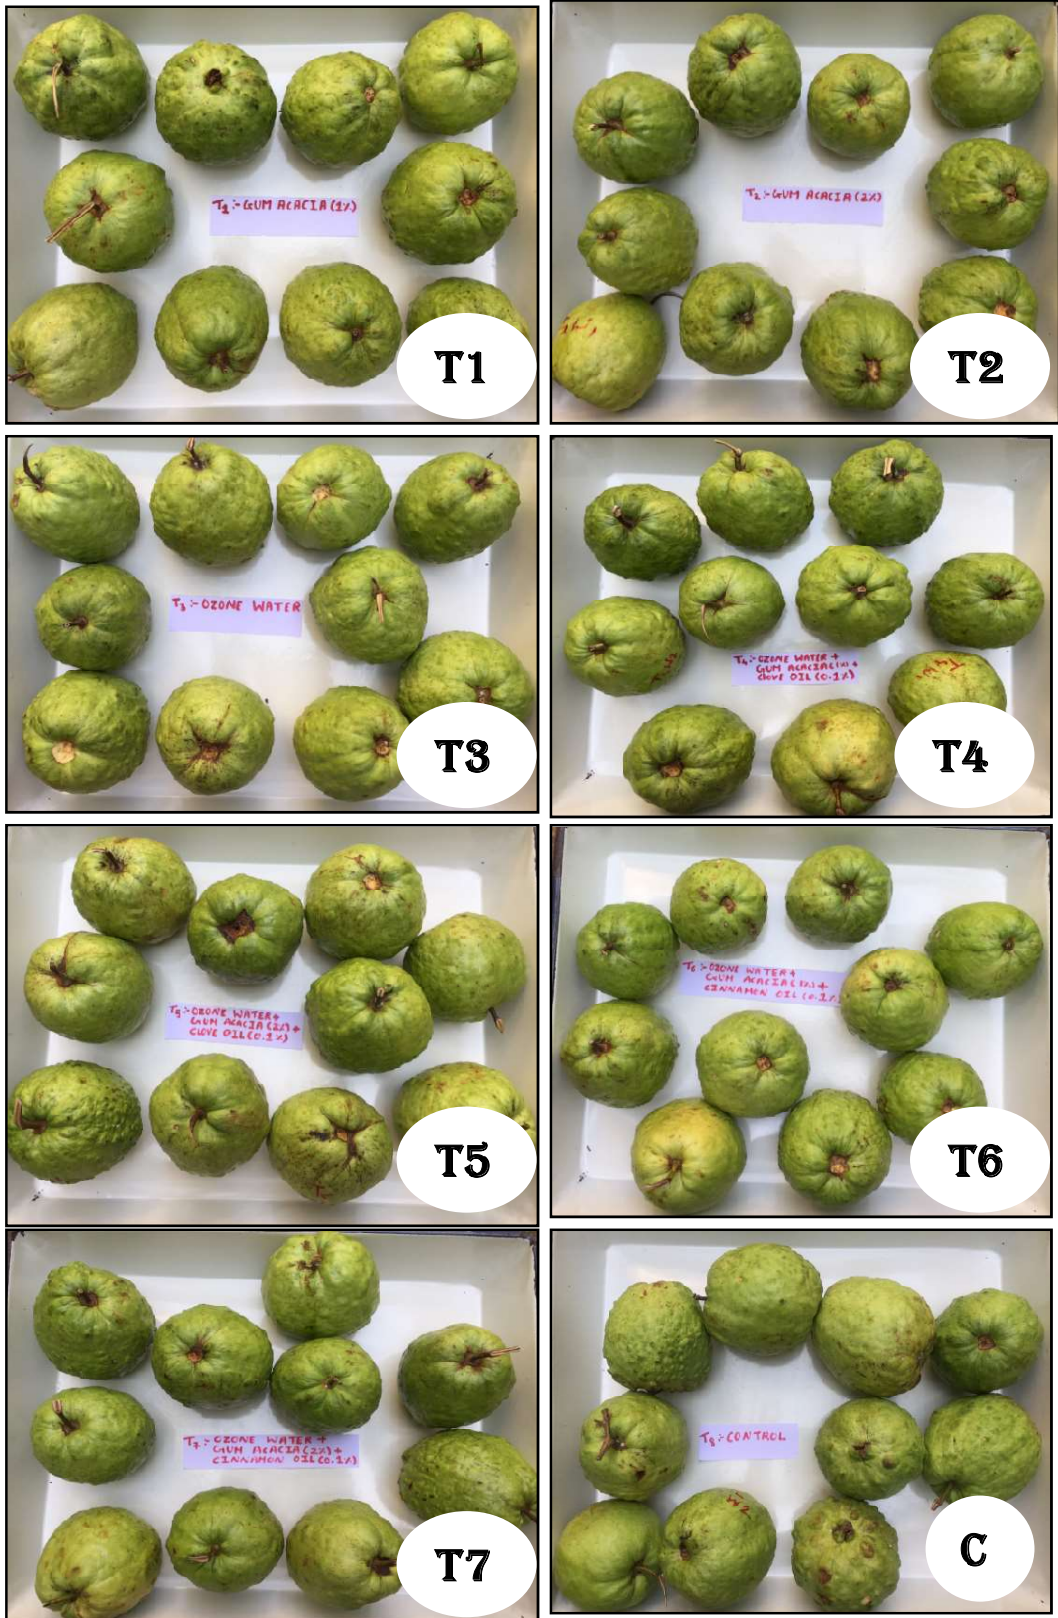 T1:- GUM ACACIA (1%)
T1
T2:- GUM ACACIA (2%)
T2
T3:- OZONE WATER
T3
T4:- OZONE WATER +
GUM ACACIA (1%) +
CLOVE OIL (0.1%)
T4
T5:- OZONE WATER +
GUM ACACIA (2%) +
CLOVE OIL (0.1%)
T5
T6:- OZONE WATER +
GUM ACACIA (1%) +
CINNAMON OIL (0.1%)
T6
T7:- OZONE WATER +
GUM ACACIA (2%) +
CINNAMON OIL (0.1%)
T7
T8:- CONTROL
C